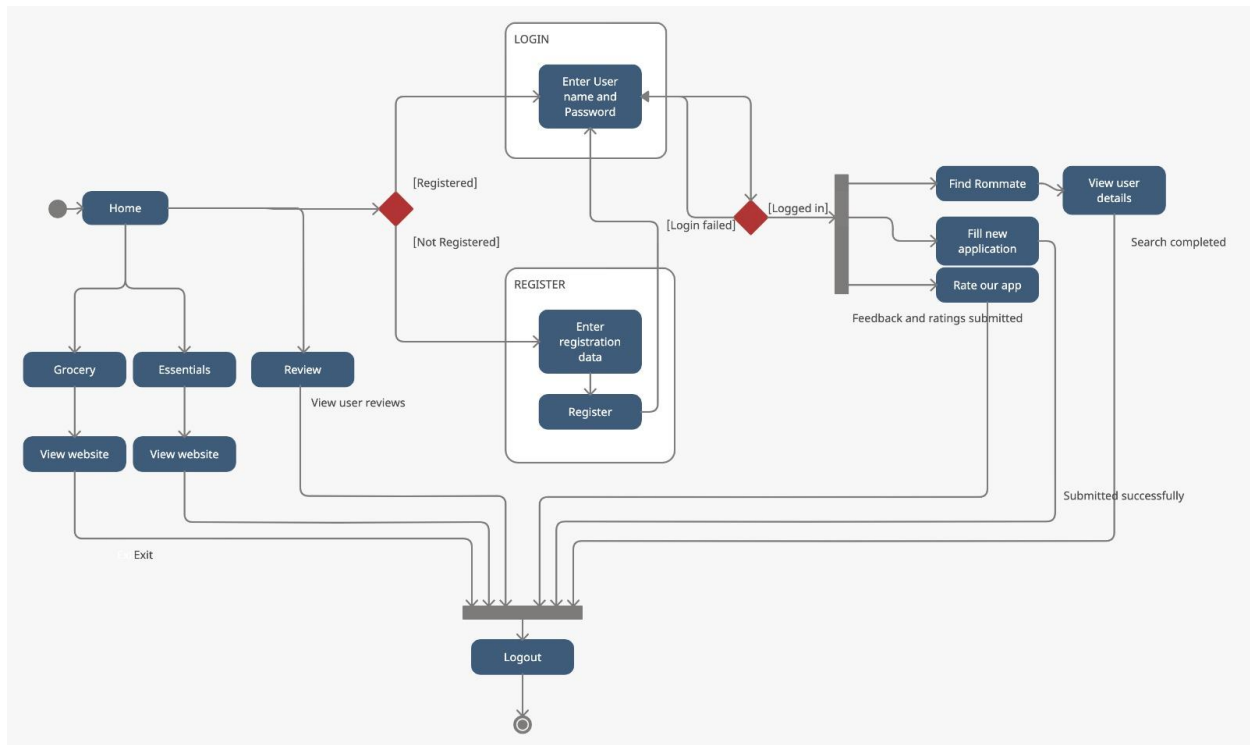 LOGIN
Enter User
name and
Password
[Registered]
Home
[Not Registered]
[Login failed]
[Logged in]
Find Rommate
View user
details
Fill new
application
Search completed
Rate our app
Feedback and ratings submitted
REGISTER
Enter
registration
data
Register
Grocery
Essentials
Review
View user reviews
View website
View website
Submitted successfully
Exit
Logout